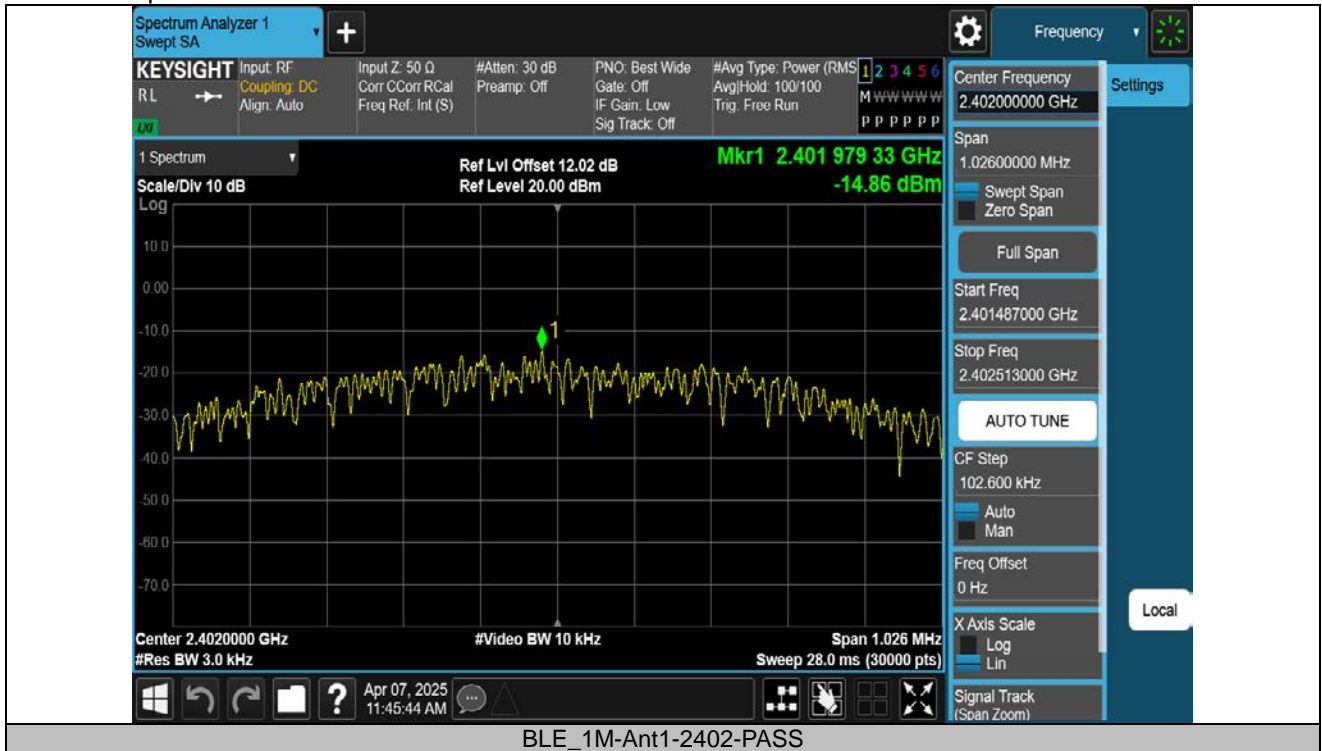 Spectrum Analyzer 1
Swept SA
Frequency
KEYSIGHT
RL
LXI
Input: RF
Coupling: DC
Align: Auto
Input Z: 50 Ω
Corr CCorr RCal
Freq Ref: Int (S)
#Atten: 30 dB
Preamp: Off
PNO: Best Wide
Gate: Off
IF Gain: Low
Sig Track: Off
#Avg Type: Power (RMS
Avg|Hold: 100/100
Trig: Free Run
1 2 3 4 5 6
M W W W W W
P P P P P P
1 Spectrum
Scale/Div 10 dB
Log
Ref Lvl Offset 12.02 dB
Ref Level 20.00 dBm
Mkr1 2.401 979 33 GHz
-14.86 dBm
10.0
0.00
-10.0
-20.0
-30.0
-40.0
-50.0
-60.0
-70.0
1
Center 2.4020000 GHz
#Res BW 3.0 kHz
#Video BW 10 kHz
Span 1.026 MHz
Sweep 28.0 ms (30000 pts)
Center Frequency
2.402000000 GHz
Span
1.02600000 MHz
Swept Span
Zero Span
Full Span
Start Freq
2.401487000 GHz
Stop Freq
2.402513000 GHz
AUTO TUNE
CF Step
102.600 kHz
Auto
Man
Freq Offset
0 Hz
X Axis Scale
Log
Lin
Signal Track
(Span Zoom)
Settings
Local
?
Apr 07, 2025
11:45:44 AM
BLE_1M-Ant1-2402-PASS